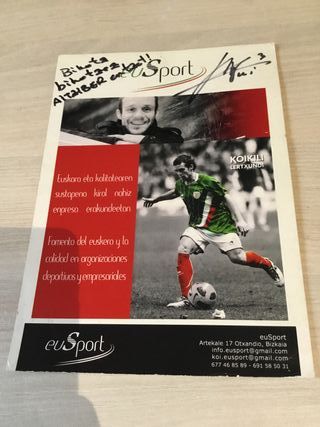 Bihotz
bihotzez
AITZIBER
euSport
KOIKILI
LERTXUNDI
Euskara eta kalitatearen
sustapena kirol nahiz
enpresa erakundeetan
Fomento del euskera y la
calidad en organizaciones
deportivas y empresariales
euSport
euSport
Artekale 17 Otxandio, Bizkaia
info.eusport@gmail.com
koi.eusport@gmail.com
677 46 85 89 - 691 58 50 31